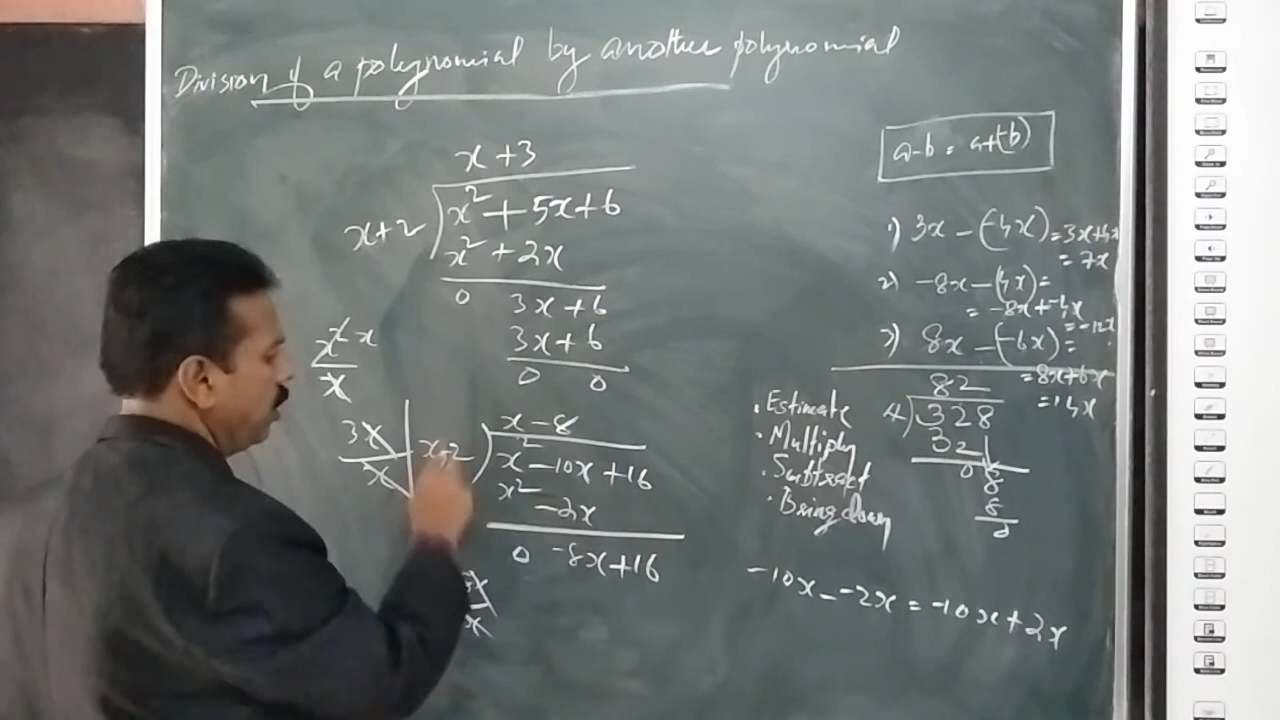 Division of a polynomial by another polynomial
x + 3
x+2 ) x² + 5x + 6
x² + 2x
0 3x + 6
3x + 6
0 0
x² x
x
3x
x
x - 8
x-2 ) x² - 10x + 16
x² - 2x
0 -8x + 16
a-b = a+(-b)
1) 3x - (-4x) = 3x+4x
= 7x
2) -8x - (4x) =
= -8x + -4x
= -12x
3) 8x - (-6x) =
= 8x+6x
= 14x
82
4 ) 328
32
08
8
0
. Estimate
. Multiply
. Subtract
. Bring down
-10x - -2x = -10x + 2x